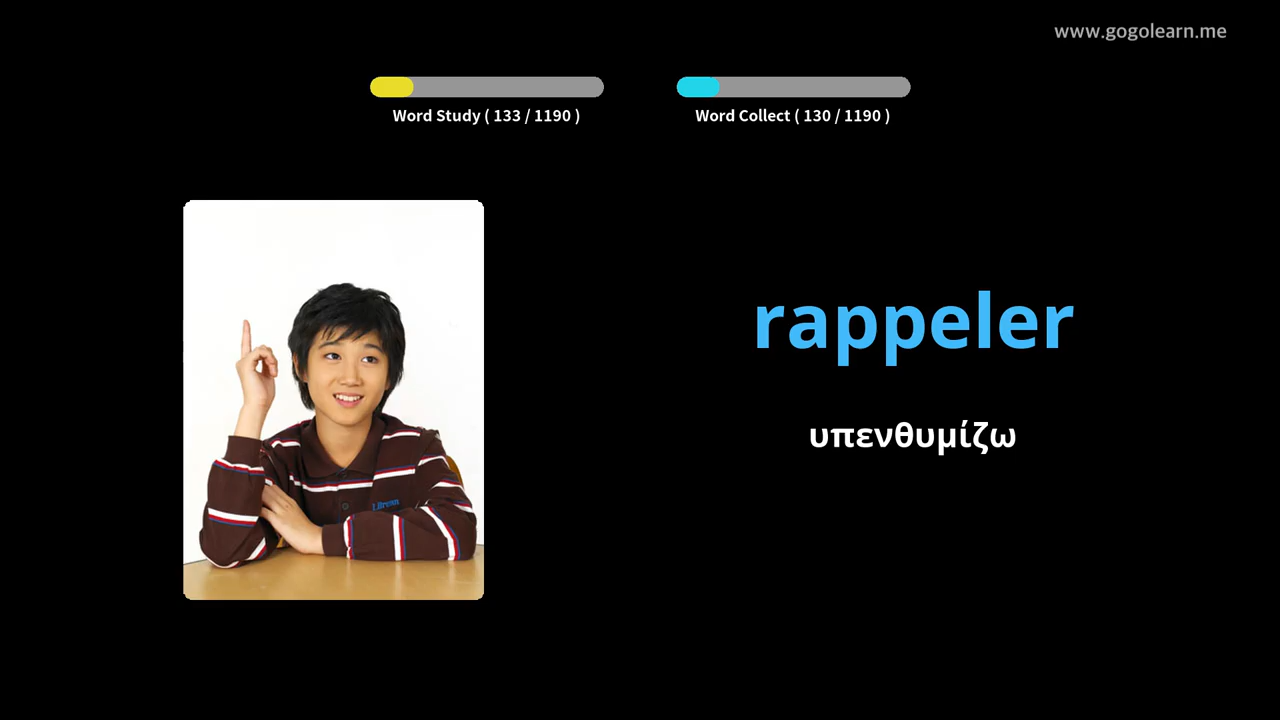 www.gogolearn.me
Word Study ( 133 / 1190 )
Word Collect ( 130 / 1190 )
rappeler
υπενθυμίζω